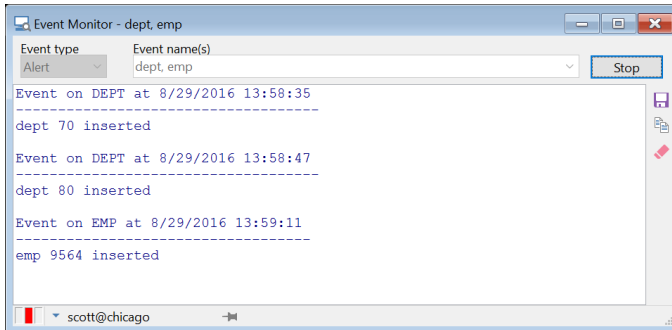 Event Monitor - dept, emp
Event type Event name(s)
Alert dept, emp Stop
Event on DEPT at 8/29/2016 13:58:35
-----------------------------------
dept 70 inserted
Event on DEPT at 8/29/2016 13:58:47
-----------------------------------
dept 80 inserted
Event on EMP at 8/29/2016 13:59:11
----------------------------------
emp 9564 inserted
scott@chicago